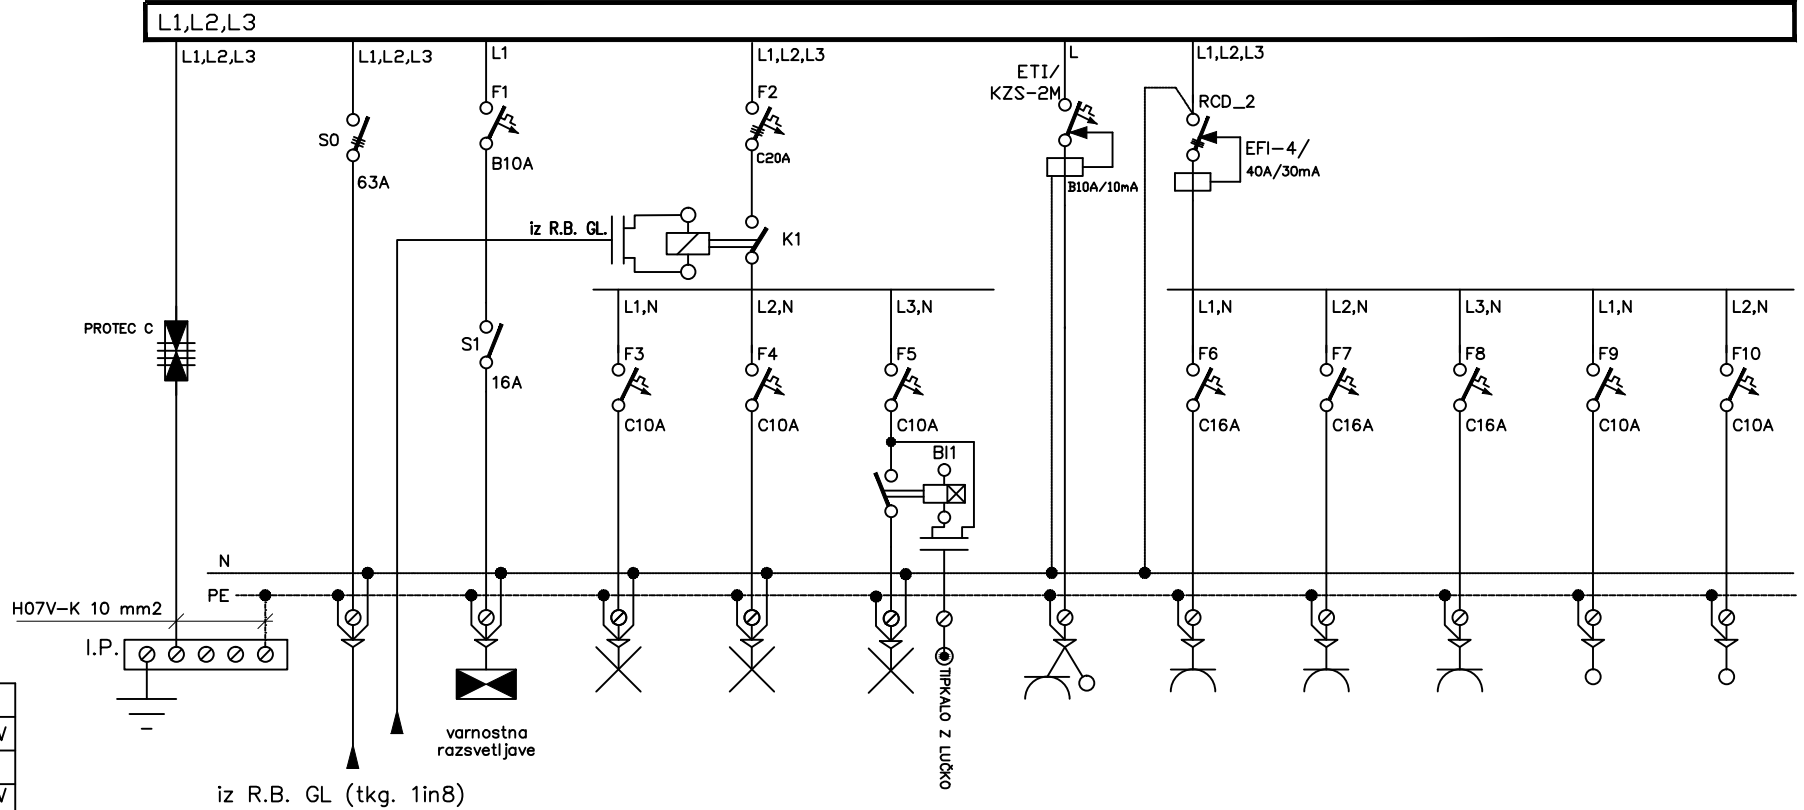 L1,L2,L3
L1,L2,L3
L1,L2,L3
L1
L1,L2,L3
L
L1,L2,L3
ETI/
KZS-2M
F1
F2
RCD_2
S0
B10A
C20A
EFI-4/
40A/30mA
63A
B10A/10mA
iz R.B. GL.
K1
L1,N
L2,N
L3,N
L1,N
L2,N
L3,N
L1,N
L2,N
PROTEC C
S1
F3
F4
F5
F6
F7
F8
F9
F10
16A
C10A
C10A
C10A
C16A
C16A
C16A
C10A
C10A
BI1
N
PE
H07V-K 10 mm2
I.P.
TIPKALO Z LUČKO
varnostna
razsvetljave
iz R.B. GL (tkg. 1in8)